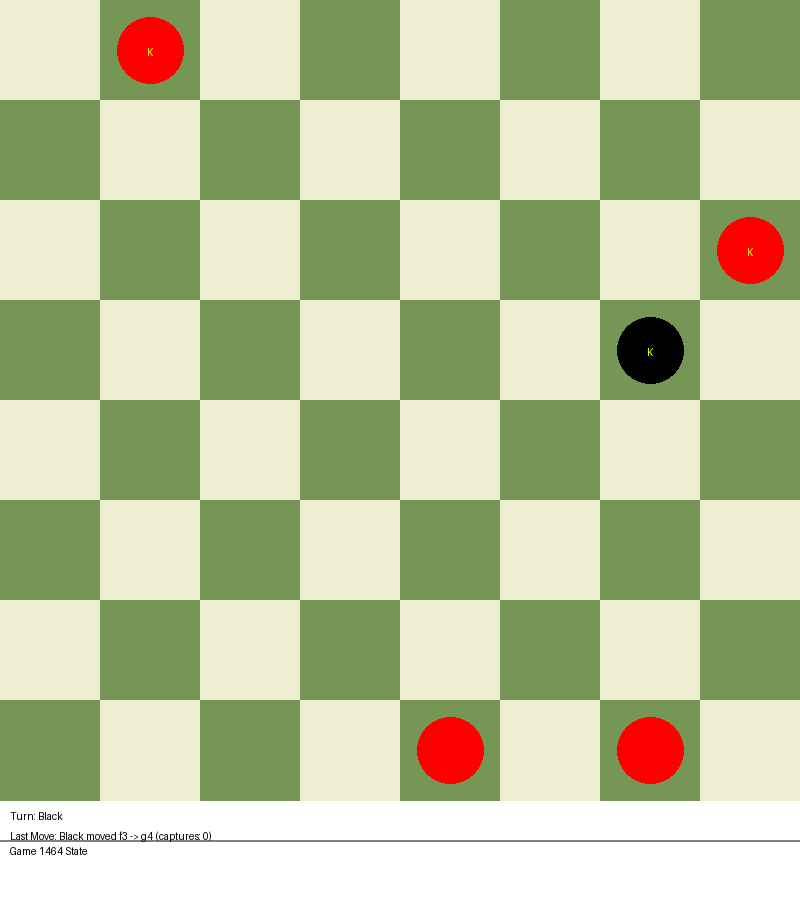 K
K
K
Turn: Black
Last Move: Black moved f3 -> g4 (captures: 0)
Game 1464 State